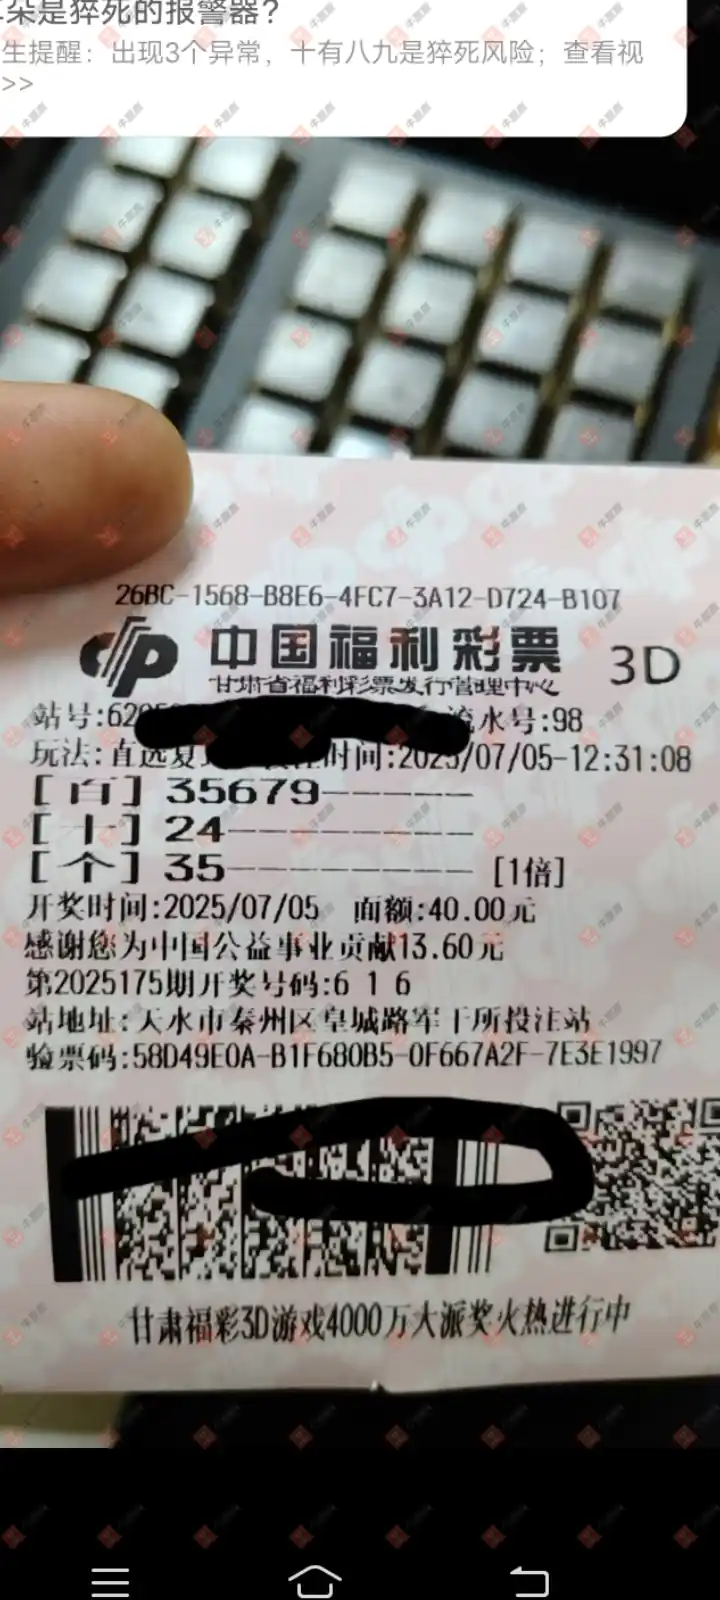 朵是猝死的报警器？
生提醒：出现3个异常，十有八九是猝死风险；查看视
>>
26BC-1568-B8E6-4FC7-3A12-D724-B107
中国福利彩票 3D
甘肃省福利彩票发行管理中心
站号:62 流水号:98
玩法:直选复 时间:2025/07/05-12:31:08
[百] 35679------
[十] 24---------
[个] 35--------- [1倍]
开奖时间:2025/07/05 面额:40.00元
感谢您为中国公益事业贡献13.60元
第2025175期开奖号码:6 1 6
站地址:天水市秦州区皇城路军干所投注站
验票码:58D49E0A-B1F680B5-0F667A2F-7E3E1997
甘肃福彩3D游戏4000万大派奖火热进行中